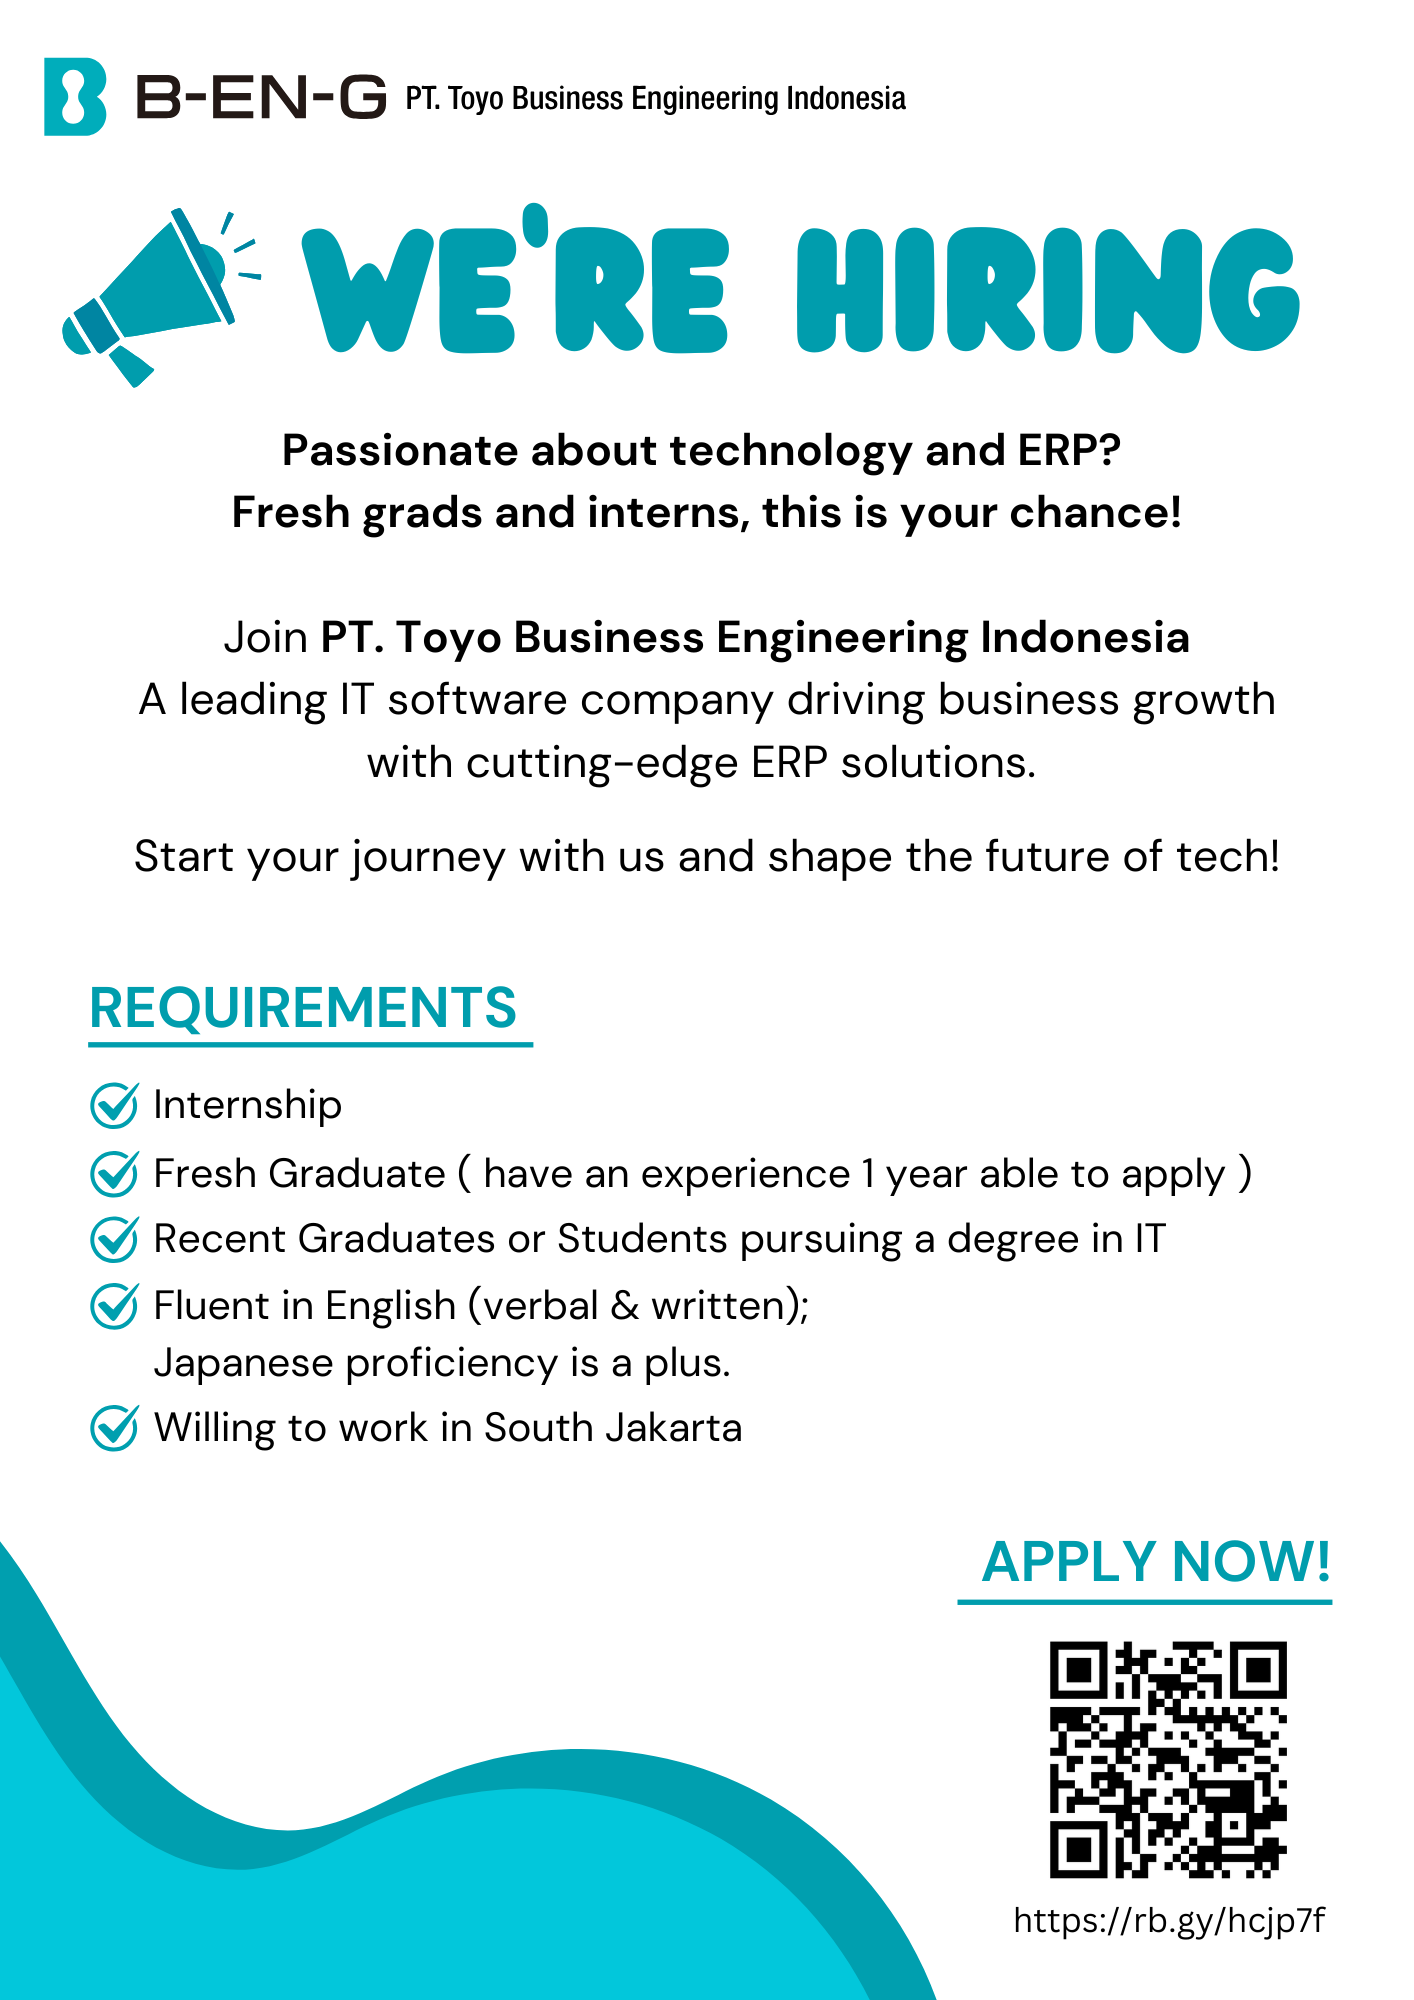 B-EN-G PT. Toyo Business Engineering Indonesia
WE'RE HIRING
Passionate about technology and ERP?
Fresh grads and interns, this is your chance!
Join PT. Toyo Business Engineering Indonesia
A leading IT software company driving business growth
with cutting-edge ERP solutions.
Start your journey with us and shape the future of tech!
REQUIREMENTS
Internship
Fresh Graduate ( have an experience 1 year able to apply )
Recent Graduates or Students pursuing a degree in IT
Fluent in English (verbal & written);
Japanese proficiency is a plus.
Willing to work in South Jakarta
APPLY NOW!
https://rb.gy/hcjp7f